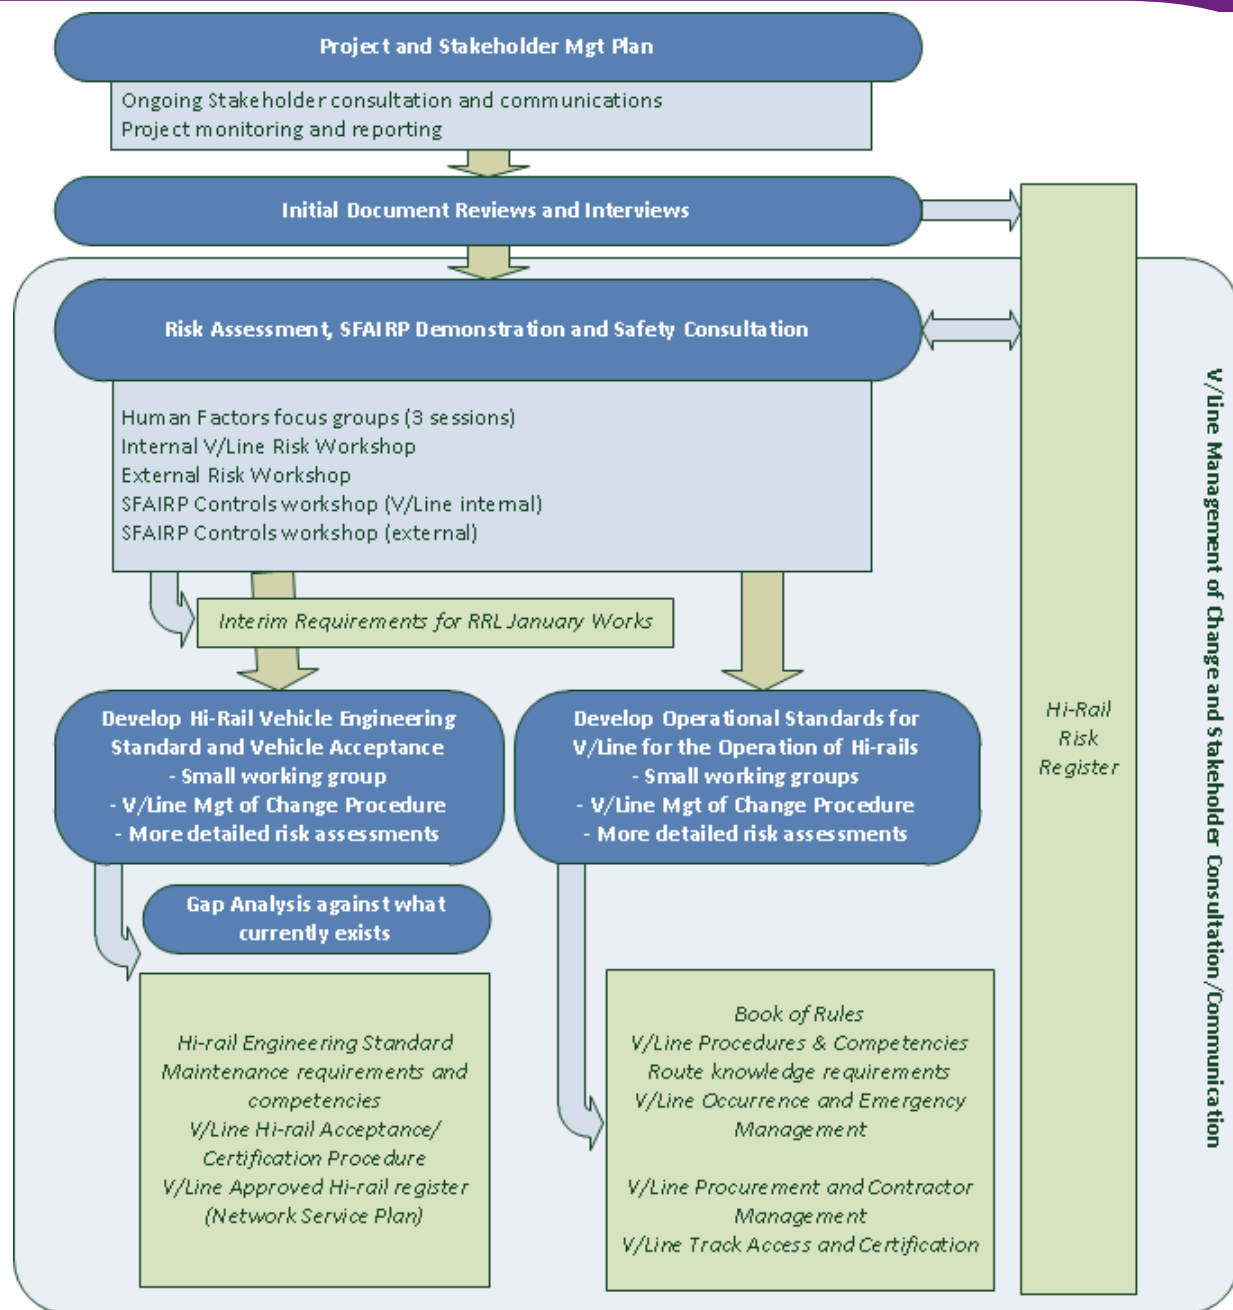 Project and Stakeholder Mgt Plan
Ongoing Stakeholder consultation and communications
Project monitoring and reporting
Initial Document Reviews and Interviews
Risk Assessment, SFAIRP Demonstration and Safety Consultation
Human Factors focus groups (3 sessions)
Internal V/Line Risk Workshop
External Risk Workshop
SFAIRP Controls workshop (V/Line internal)
SFAIRP Controls workshop (external)
Interim Requirements for RRL January Works
Develop Hi-Rail Vehicle Engineering
Standard and Vehicle Acceptance
- Small working group
- V/Line Mgt of Change Procedure
- More detailed risk assessments
Develop Operational Standards for
V/Line for the Operation of Hi-rails
- Small working groups
- V/Line Mgt of Change Procedure
- More detailed risk assessments
Gap Analysis against what
currently exists
Hi-rail Engineering Standard
Maintenance requirements and
competencies
V/Line Hi-rail Acceptance/
Certification Procedure
V/Line Approved Hi-rail register
(Network Service Plan)
Book of Rules
V/Line Procedures & Competencies
Route knowledge requirements
V/Line Occurrence and Emergency
Management
V/Line Procurement and Contractor
Management
V/Line Track Access and Certification
Hi-Rail
Risk
Register
V/Line Management of Change and Stakeholder Consultation/Communication